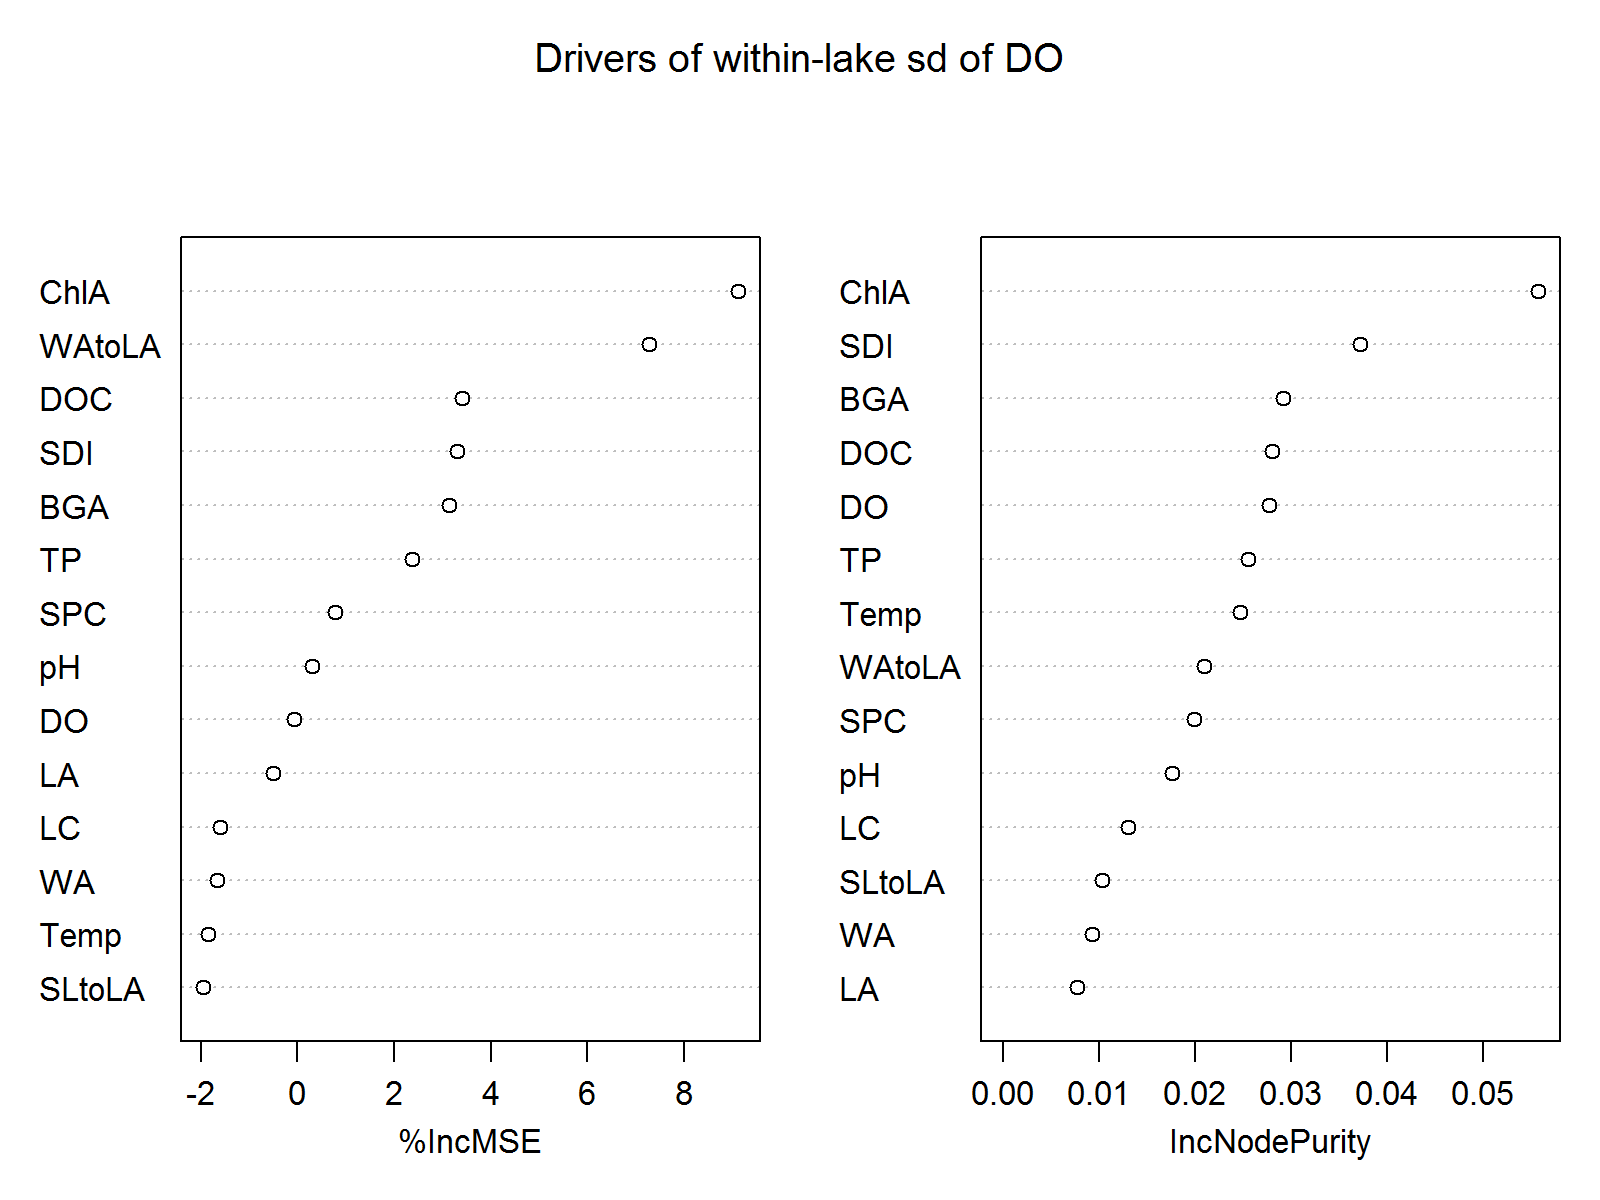 Drivers of within-lake sd of DO
ChlA
WAtoLA
DOC
SDI
BGA
TP
SPC
pH
DO
LA
LC
WA
Temp
SLtoLA
-2 0 2 4 6 8
%IncMSE
ChlA
SDI
BGA
DOC
DO
TP
Temp
WAtoLA
SPC
pH
LC
SLtoLA
WA
LA
0.00 0.01 0.02 0.03 0.04 0.05
IncNodePurity